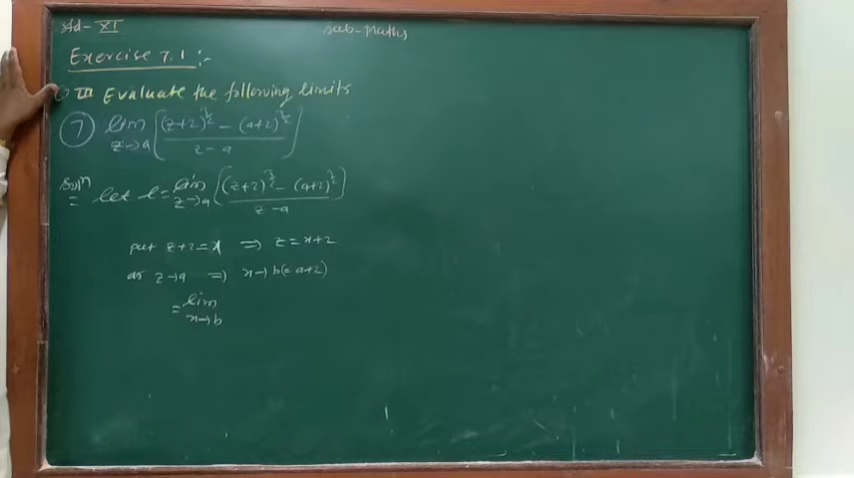 Std - XI
Sub - Maths
Exercise 7.1 :-
III Evaluate the following limits
7 lim z→a [((z+2)^(3/2) - (a+2)^(3/2)) / (z-a)]
Solⁿ = let l = lim z→a [((z+2)^(3/2) - (a+2)^(3/2)) / (z-a)]
put z+2 = x ⇒ z = x+2
as z→a ⇒ x→b(= a+2)
= lim x→b